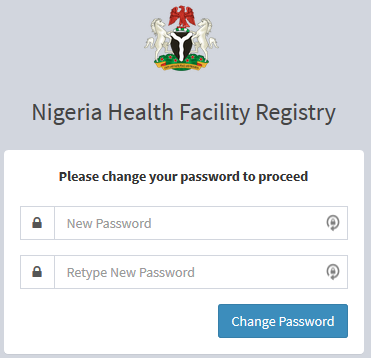 Nigeria Health Facility Registry
Please change your password to proceed
New Password
Retype New Password
Change Password